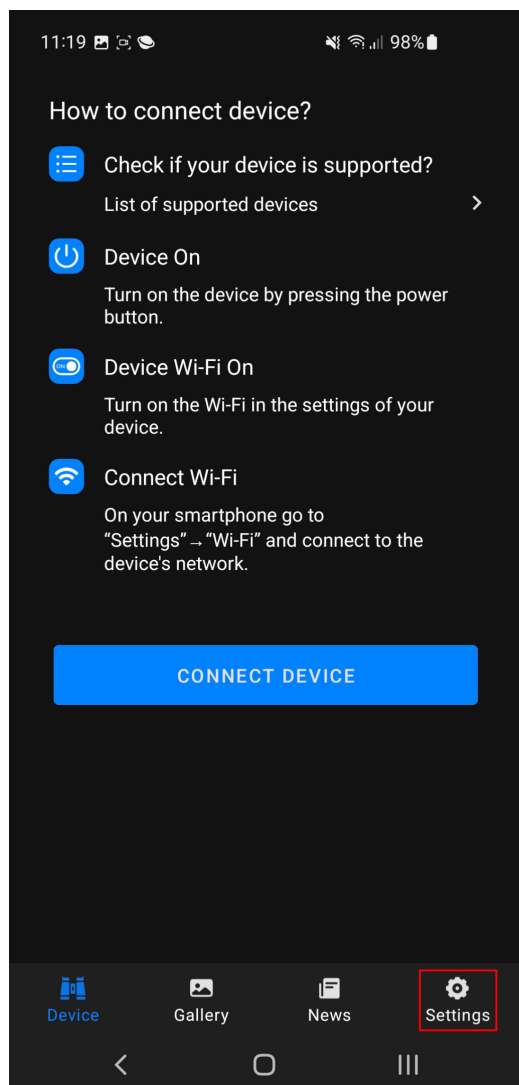 11:19 98%
How to connect device?
Check if your device is supported?
List of supported devices
Device On
Turn on the device by pressing the power
button.
ON
Device Wi-Fi On
Turn on the Wi-Fi in the settings of your
device.
Connect Wi-Fi
On your smartphone go to
“Settings”→“Wi-Fi” and connect to the
device's network.
CONNECT DEVICE
Device Gallery News Settings